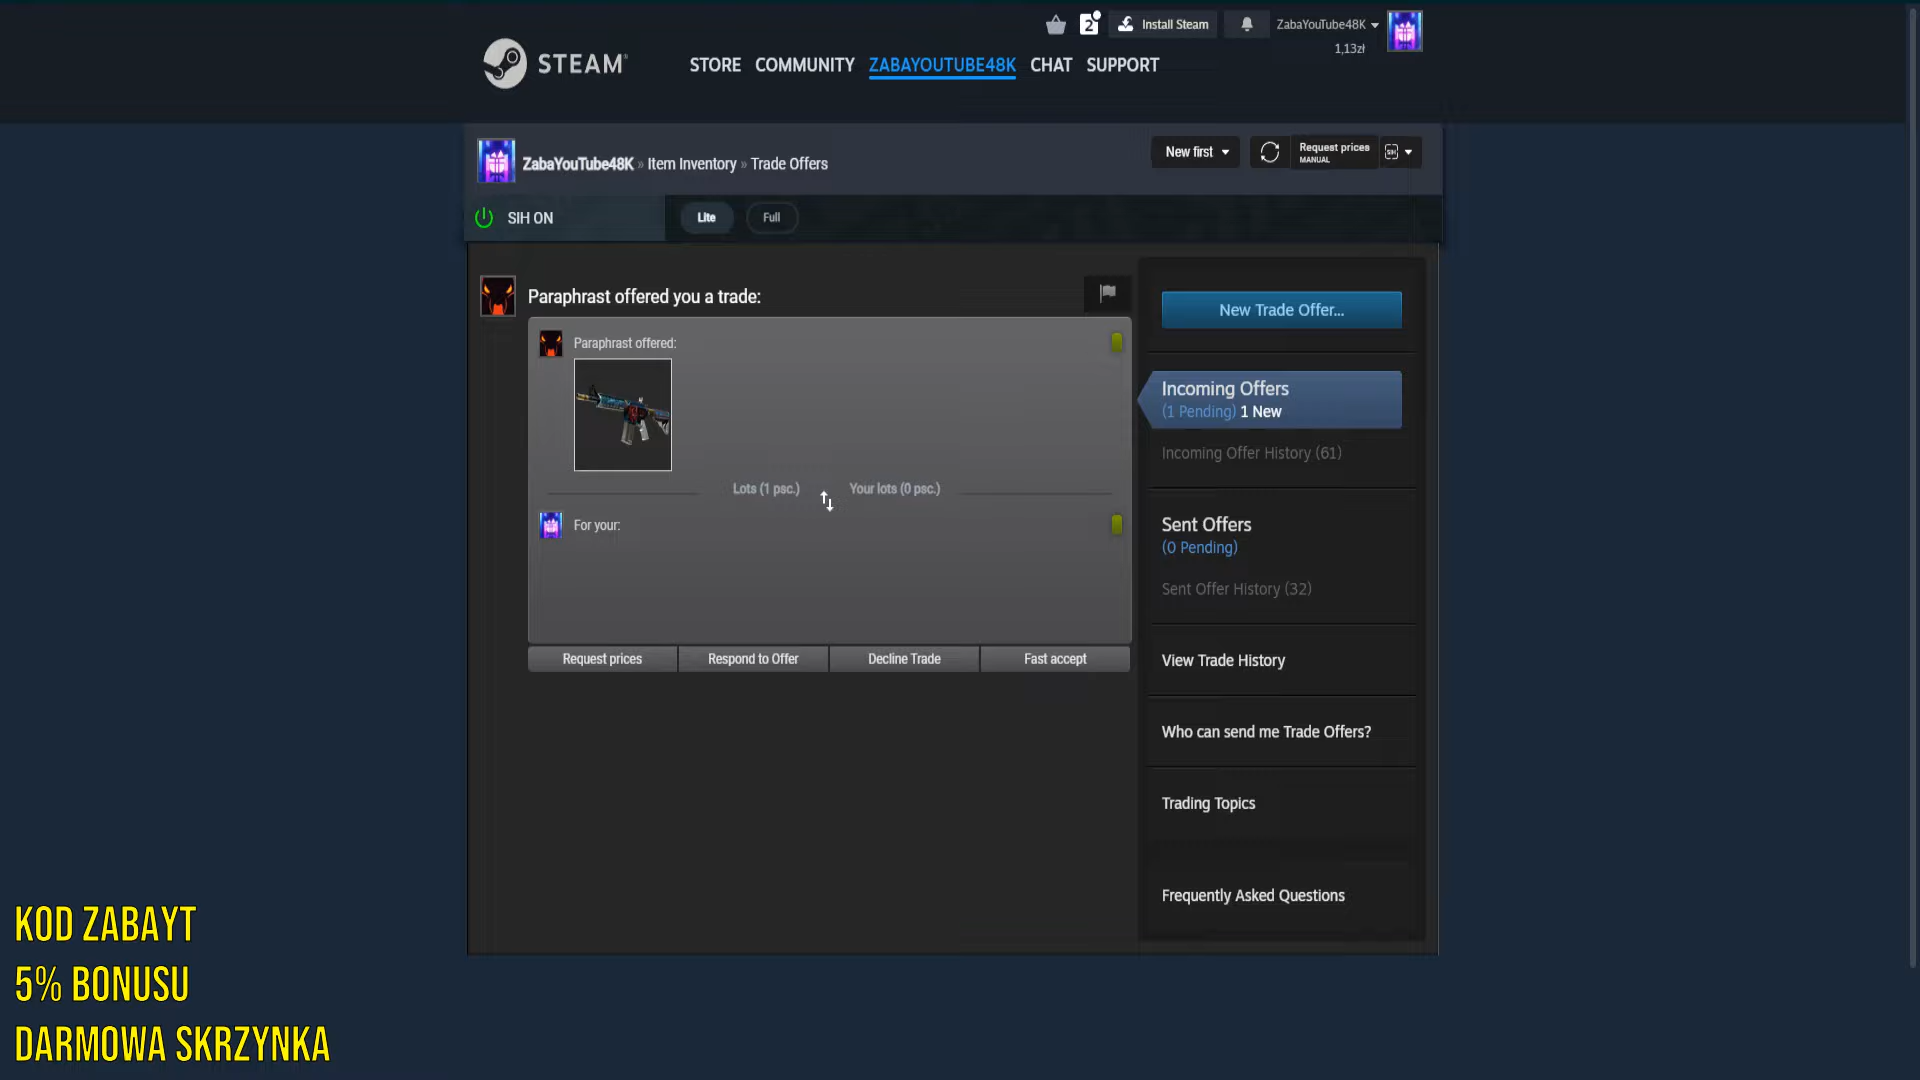 2
Install Steam
ZabaYouTube48K
1,13zł
STEAM
STORE
COMMUNITY
ZABAYOUTUBE48K
CHAT
SUPPORT
ZabaYouTube48K » Item Inventory » Trade Offers
New first
Request prices
MANUAL
SIH ON
Lite
Full
Paraphrast offered you a trade:
Paraphrast offered:
Lots (1 psc.)
Your lots (0 psc.)
For your:
Request prices
Respond to Offer
Decline Trade
Fast accept
New Trade Offer...
Incoming Offers
(1 Pending) 1 New
Incoming Offer History (61)
Sent Offers
(0 Pending)
Sent Offer History (32)
View Trade History
Who can send me Trade Offers?
Trading Topics
Frequently Asked Questions
KOD ZABAYT
5% BONUSU
DARMOWA SKRZYNKA